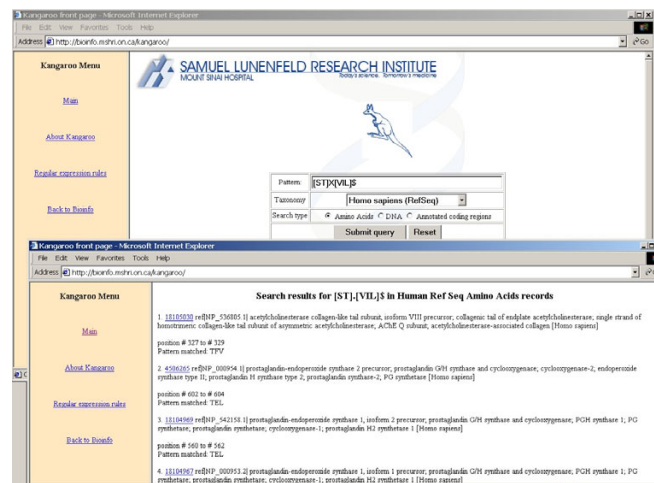 Kangaroo front page - Microsoft Internet Explorer
File Edit View Favorites Tools Help
Address http://bioinfo.mshri.on.ca/kangaroo/ Go
Kangaroo Menu
Main
About Kangaroo
Regular expression rules
Back to Bioinfo
SAMUEL LUNENFELD RESEARCH INSTITUTE
MOUNT SINAI HOSPITAL Today's science. Tomorrow's medicine
Pattern: [ST]X[VIL]$
Taxonomy Homo sapiens (RefSeq)
Search type Amino Acids DNA Annotated coding regions
Submit query Reset
Kangaroo front page - Microsoft Internet Explorer
File Edit View Favorites Tools Help
Address http://bioinfo.mshri.on.ca/kangaroo/
Kangaroo Menu
Main
About Kangaroo
Regular expression rules
Back to Bioinfo
Search results for [ST].[VIL]$ in Human Ref Seq Amino Acids records
1. 18105030 ref|NP_536805.1| acetylcholinesterase collagen-like tail subunit, isoform VIII precursor; collagenic tail of endplate acetylcholinesterase; single strand of
homotrimeric collagen-like tail subunit of asymmetric acetylcholinesterase; AChE Q subunit; acetylcholinesterase-associated collagen [Homo sapiens]
position # 327 to # 329
Pattern matched: TFV
2. 4506265 ref|NP_000954.1| prostaglandin-endoperoxide synthase 2 precursor; prostaglandin G/H synthase and cyclooxygenase; cyclooxygenase-2; endoperoxide
synthase type II; prostaglandin H synthase type 2; prostaglandin synthase-2; PG synthetase [Homo sapiens]
position # 602 to # 604
Pattern matched: TEL
3. 18104969 ref|NP_542158.1| prostaglandin-endoperoxide synthase 1, isoform 2 precursor; prostaglandin G/H synthase and cyclooxygenase; PGH synthase 1; PG
synthetase; prostaglandin synthetase; cyclooxygenase-1; prostaglandin H2 synthetase 1 [Homo sapiens]
position # 560 to # 562
Pattern matched: TEL
4. 18104967 ref|NP_000953.2| prostaglandin-endoperoxide synthase 1, isoform 1 precursor; prostaglandin G/H synthase and cyclooxygenase; PGH synthase 1; PG
synthetase; prostaglandin synthetase; cyclooxygenase-1; prostaglandin H2 synthetase 1 [Homo sapiens]